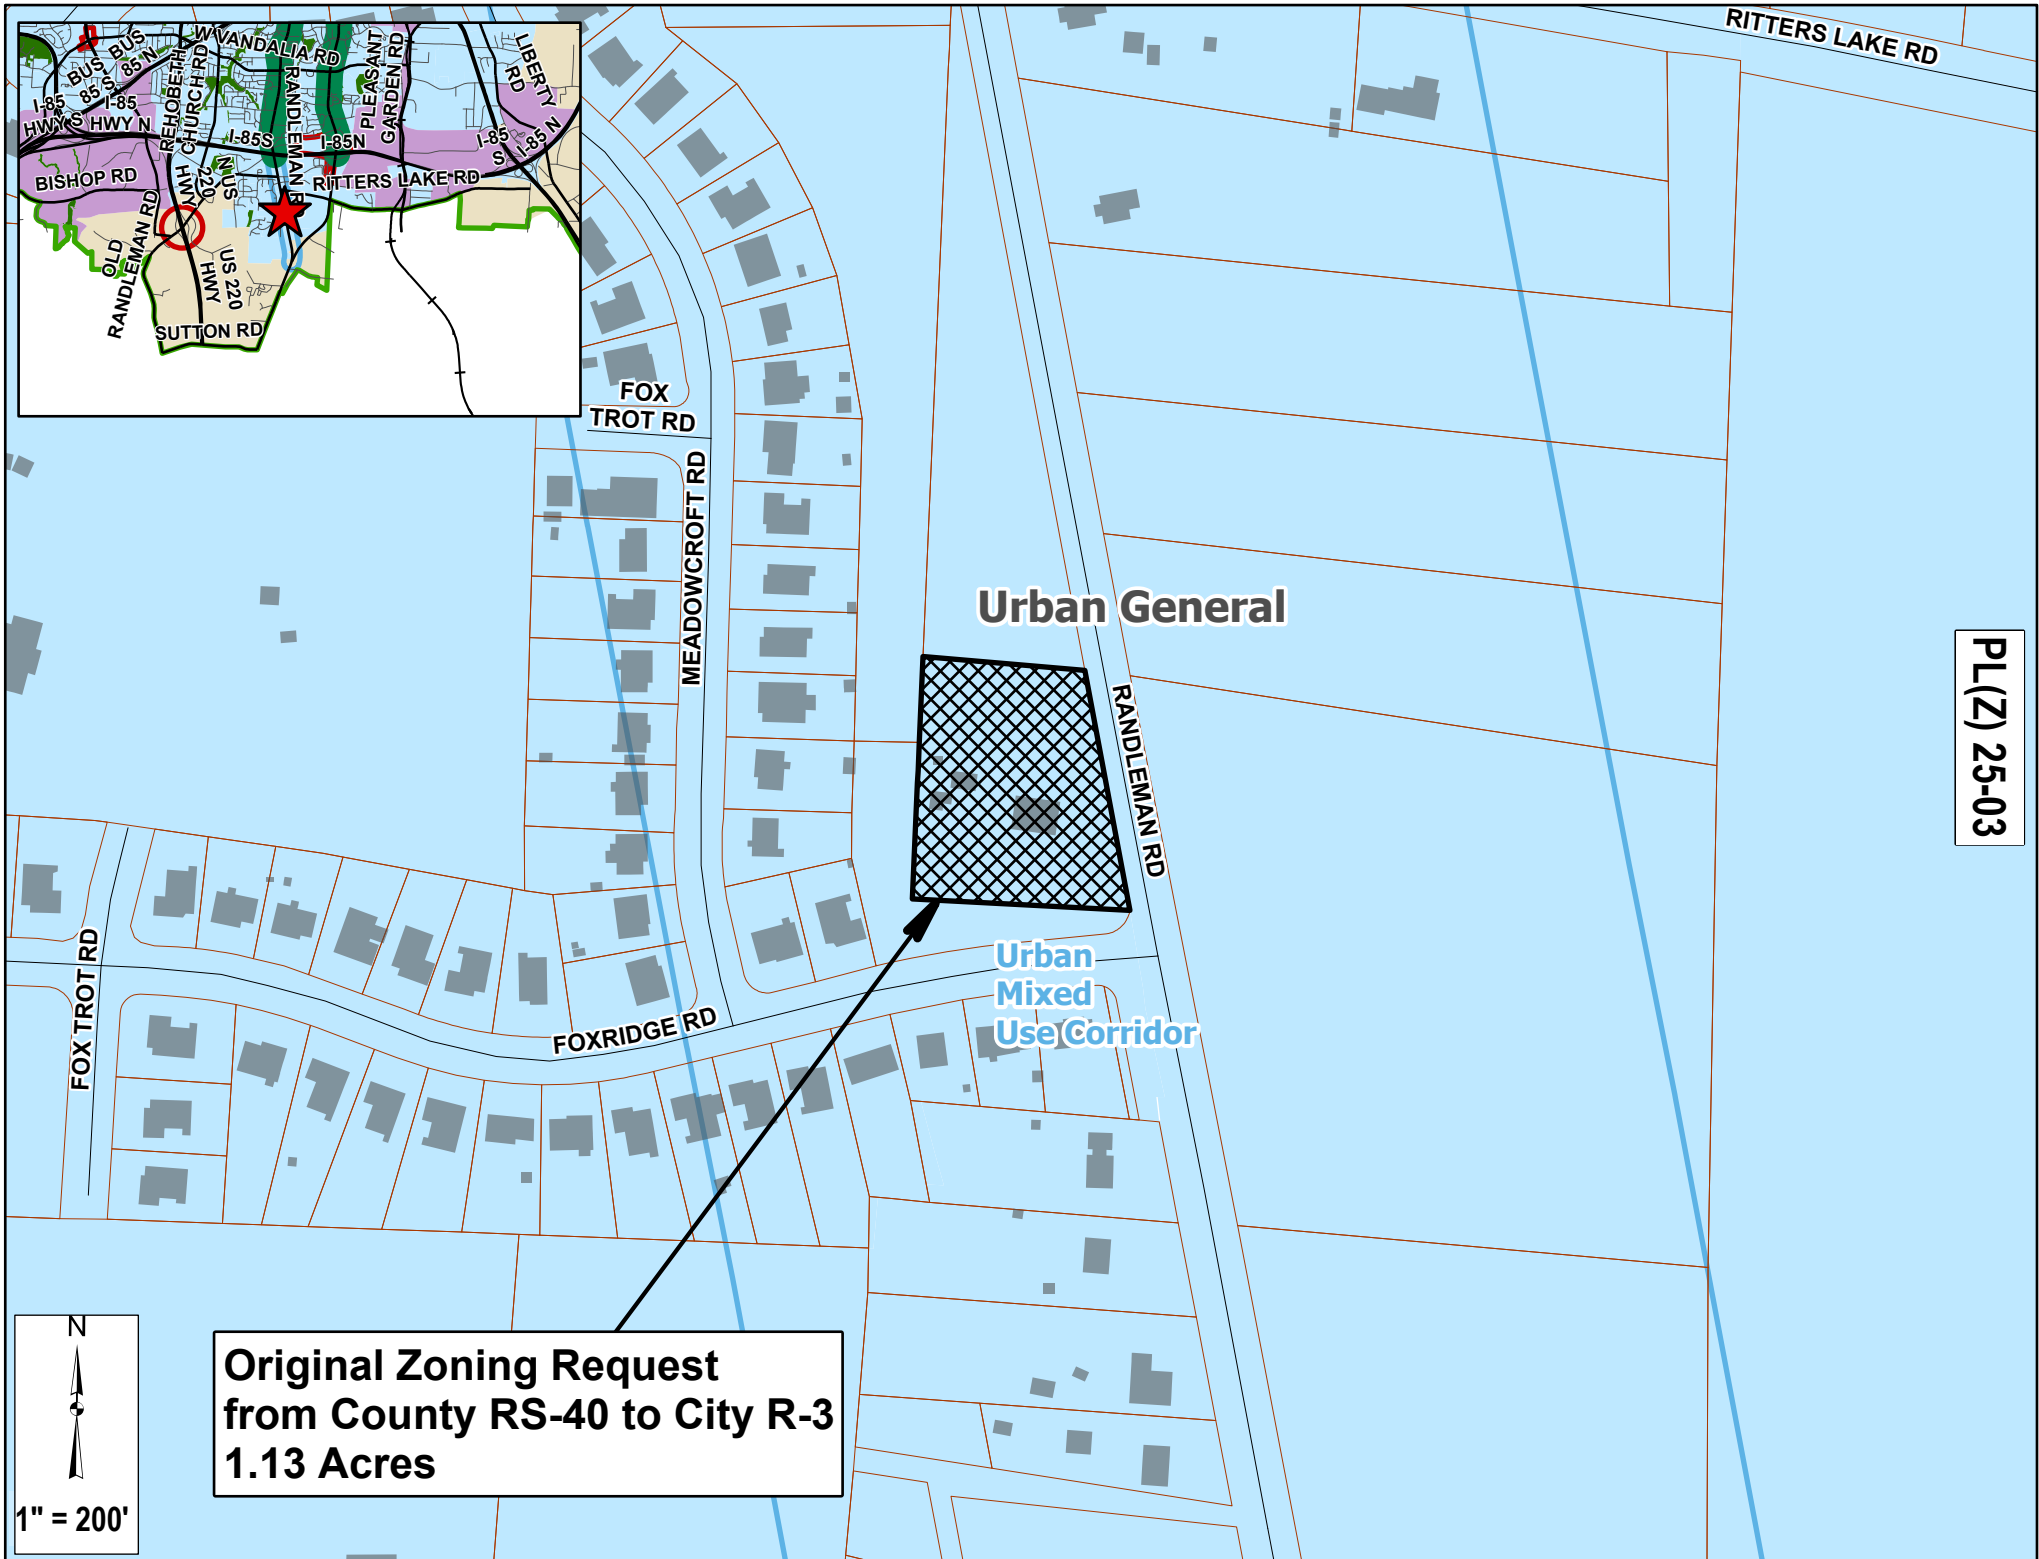 RITTERS LAKE RD
W VANDALIA RD
BUS
85 N
BUS
85 S
I-85
S
HWY
I-85
HWY N
REHOBETH
CHURCH RD
RANDLEMAN RD
PLEASANT
GARDEN RD
LIBERTY
RD
I-85S
I-85N
I-85
S
I-85 N
BISHOP RD
HWY
220
N US
RITTERS LAKE RD
OLD
RANDLEMAN RD
US 220
HWY
SUTTON RD
FOX
TROT RD
MEADOWCROFT RD
Urban General
RANDLEMAN RD
PL(Z) 25-03
FOX TROT RD
FOXRIDGE RD
Urban
Mixed
Use Corridor
N
1" = 200'
Original Zoning Request
from County RS-40 to City R-3
1.13 Acres